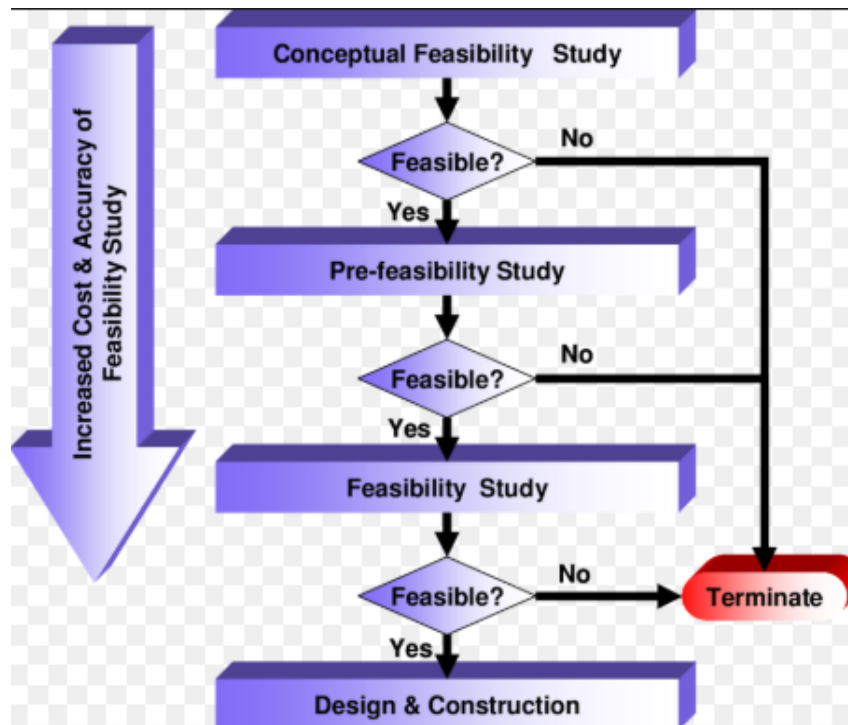 Conceptual Feasibility Study
Feasible?
No
Yes
Pre-feasibility Study
Feasible?
No
Yes
Feasibility Study
Feasible?
No
Terminate
Yes
Design & Construction
Increased Cost & Accuracy of
Feasibility Study